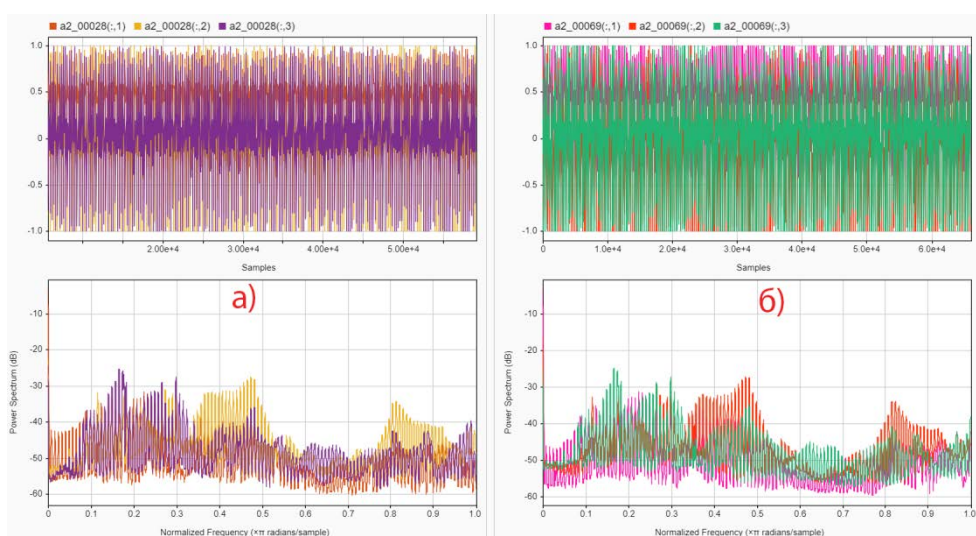 a2_00028(:,1) a2_00028(:,2) a2_00028(:,3)
1.0
0.5
0
-0.5
-1.0
2.00e+4 3.00e+4 4.00e+4 5.00e+4
Samples
а)
-10
-20
-30
-40
-50
-60
Power Spectrum (dB)
0 0.1 0.2 0.3 0.4 0.5 0.6 0.7 0.8 0.9 1.0
Normalized Frequency (×π radians/sample)
a2_00069(:,1) a2_00069(:,2) a2_00069(:,3)
1.0
0.5
0
-0.5
-1.0
0 1.0e+4 2.0e+4 3.0e+4 4.0e+4 5.0e+4 6.0e+4
Samples
б)
-10
-20
-30
-40
-50
-60
Power Spectrum (dB)
0 0.1 0.2 0.3 0.4 0.5 0.6 0.7 0.8 0.9 1.0
Normalized Frequency (×π radians/sample)